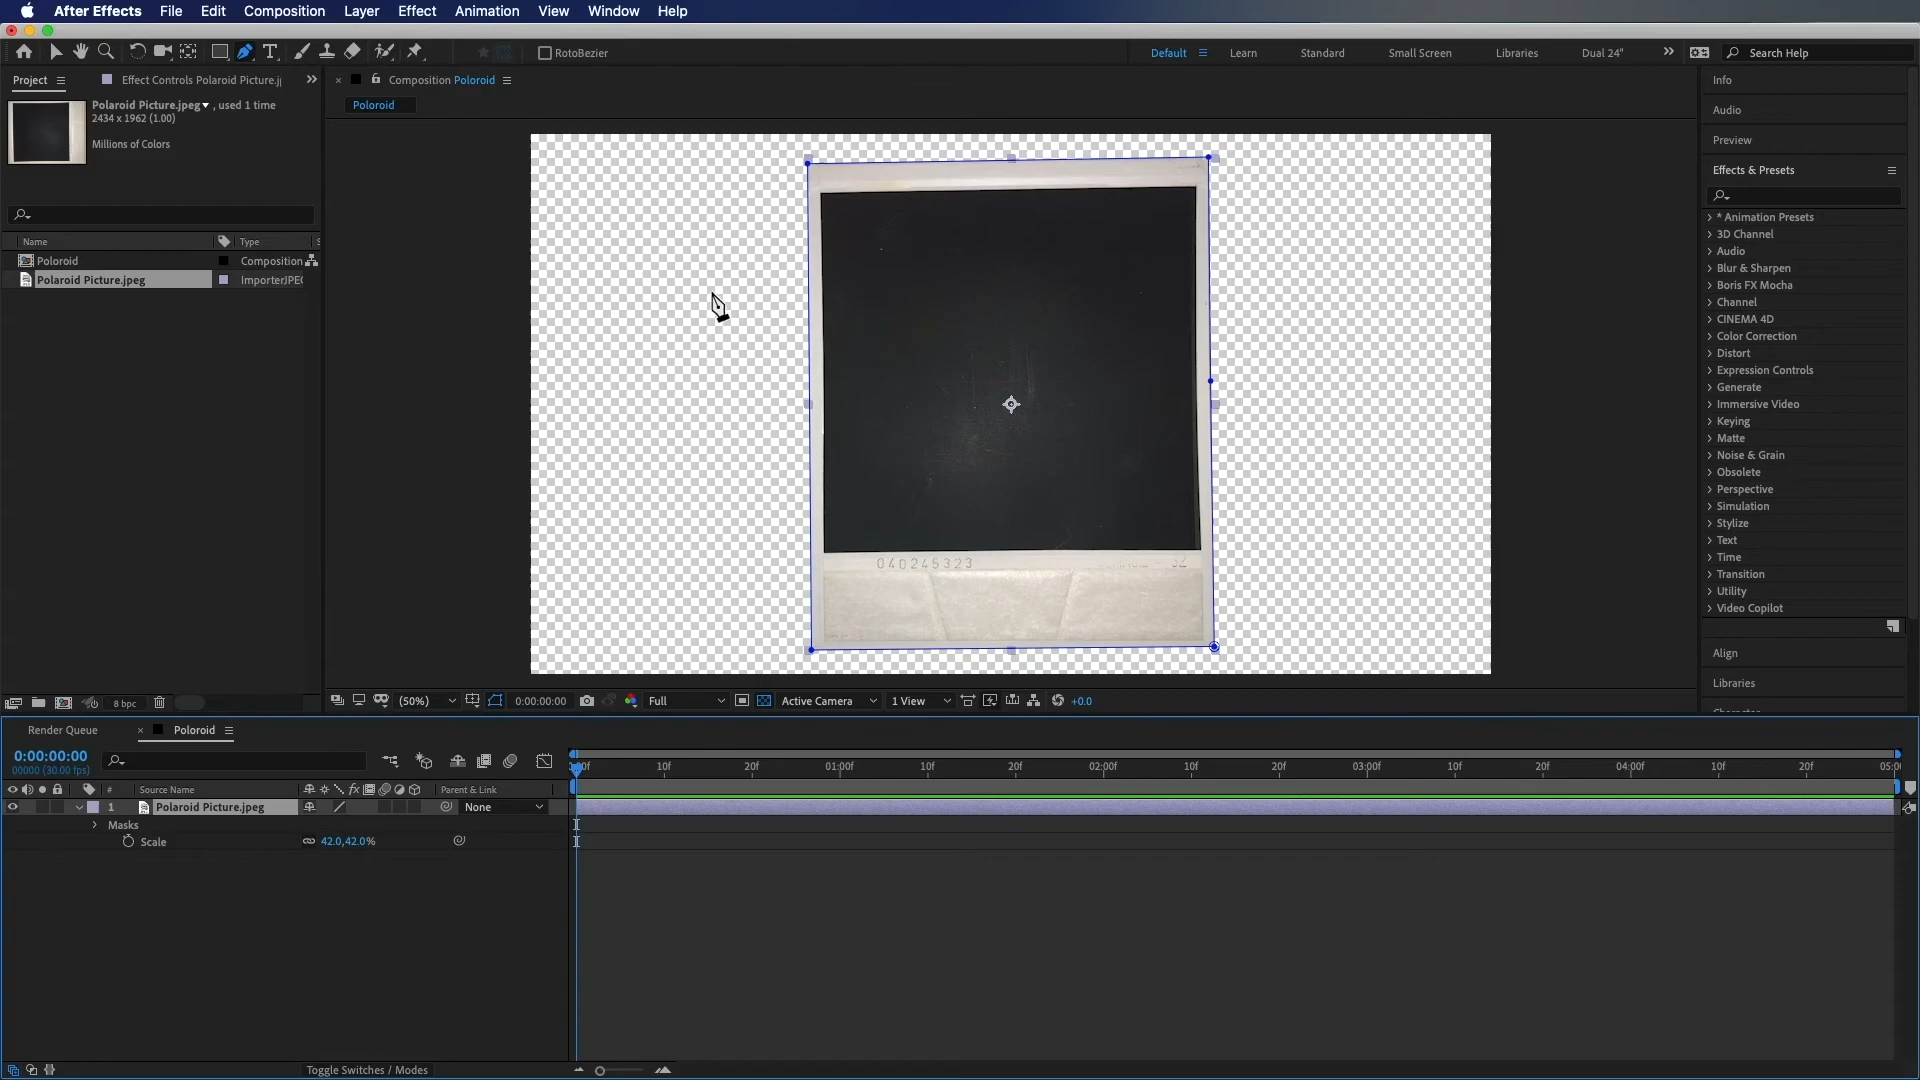 After Effects File Edit Composition Layer Effect Animation View Window Help
RotoBezier
Default Learn Standard Small Screen Libraries Dual 24" Search Help
Project Effect Controls Polaroid Picture.j
Composition Poloroid
Poloroid
Polaroid Picture.jpeg , used 1 time
2434 x 1962 (1.00)
Millions of Colors
Name Type
Poloroid Composition
Polaroid Picture.jpeg ImporterJPE
040245323
8 bpc
(50%) 0:00:00:00 Full Active Camera 1 View +0.0
Info
Audio
Preview
Effects & Presets
* Animation Presets
3D Channel
Audio
Blur & Sharpen
Boris FX Mocha
Channel
CINEMA 4D
Color Correction
Distort
Expression Controls
Generate
Immersive Video
Keying
Matte
Noise & Grain
Obsolete
Perspective
Simulation
Stylize
Text
Time
Transition
Utility
Video Copilot
Align
Libraries
Render Queue Poloroid
0:00:00:00
00000 (30.00 fps)
10f 20f 01:00f 10f 20f 02:00f 10f 20f 03:00f 10f 20f 04:00f 10f 20f 05:0
# Source Name Parent & Link
1 Polaroid Picture.jpeg None
Masks
Scale 42.0,42.0%
Toggle Switches / Modes